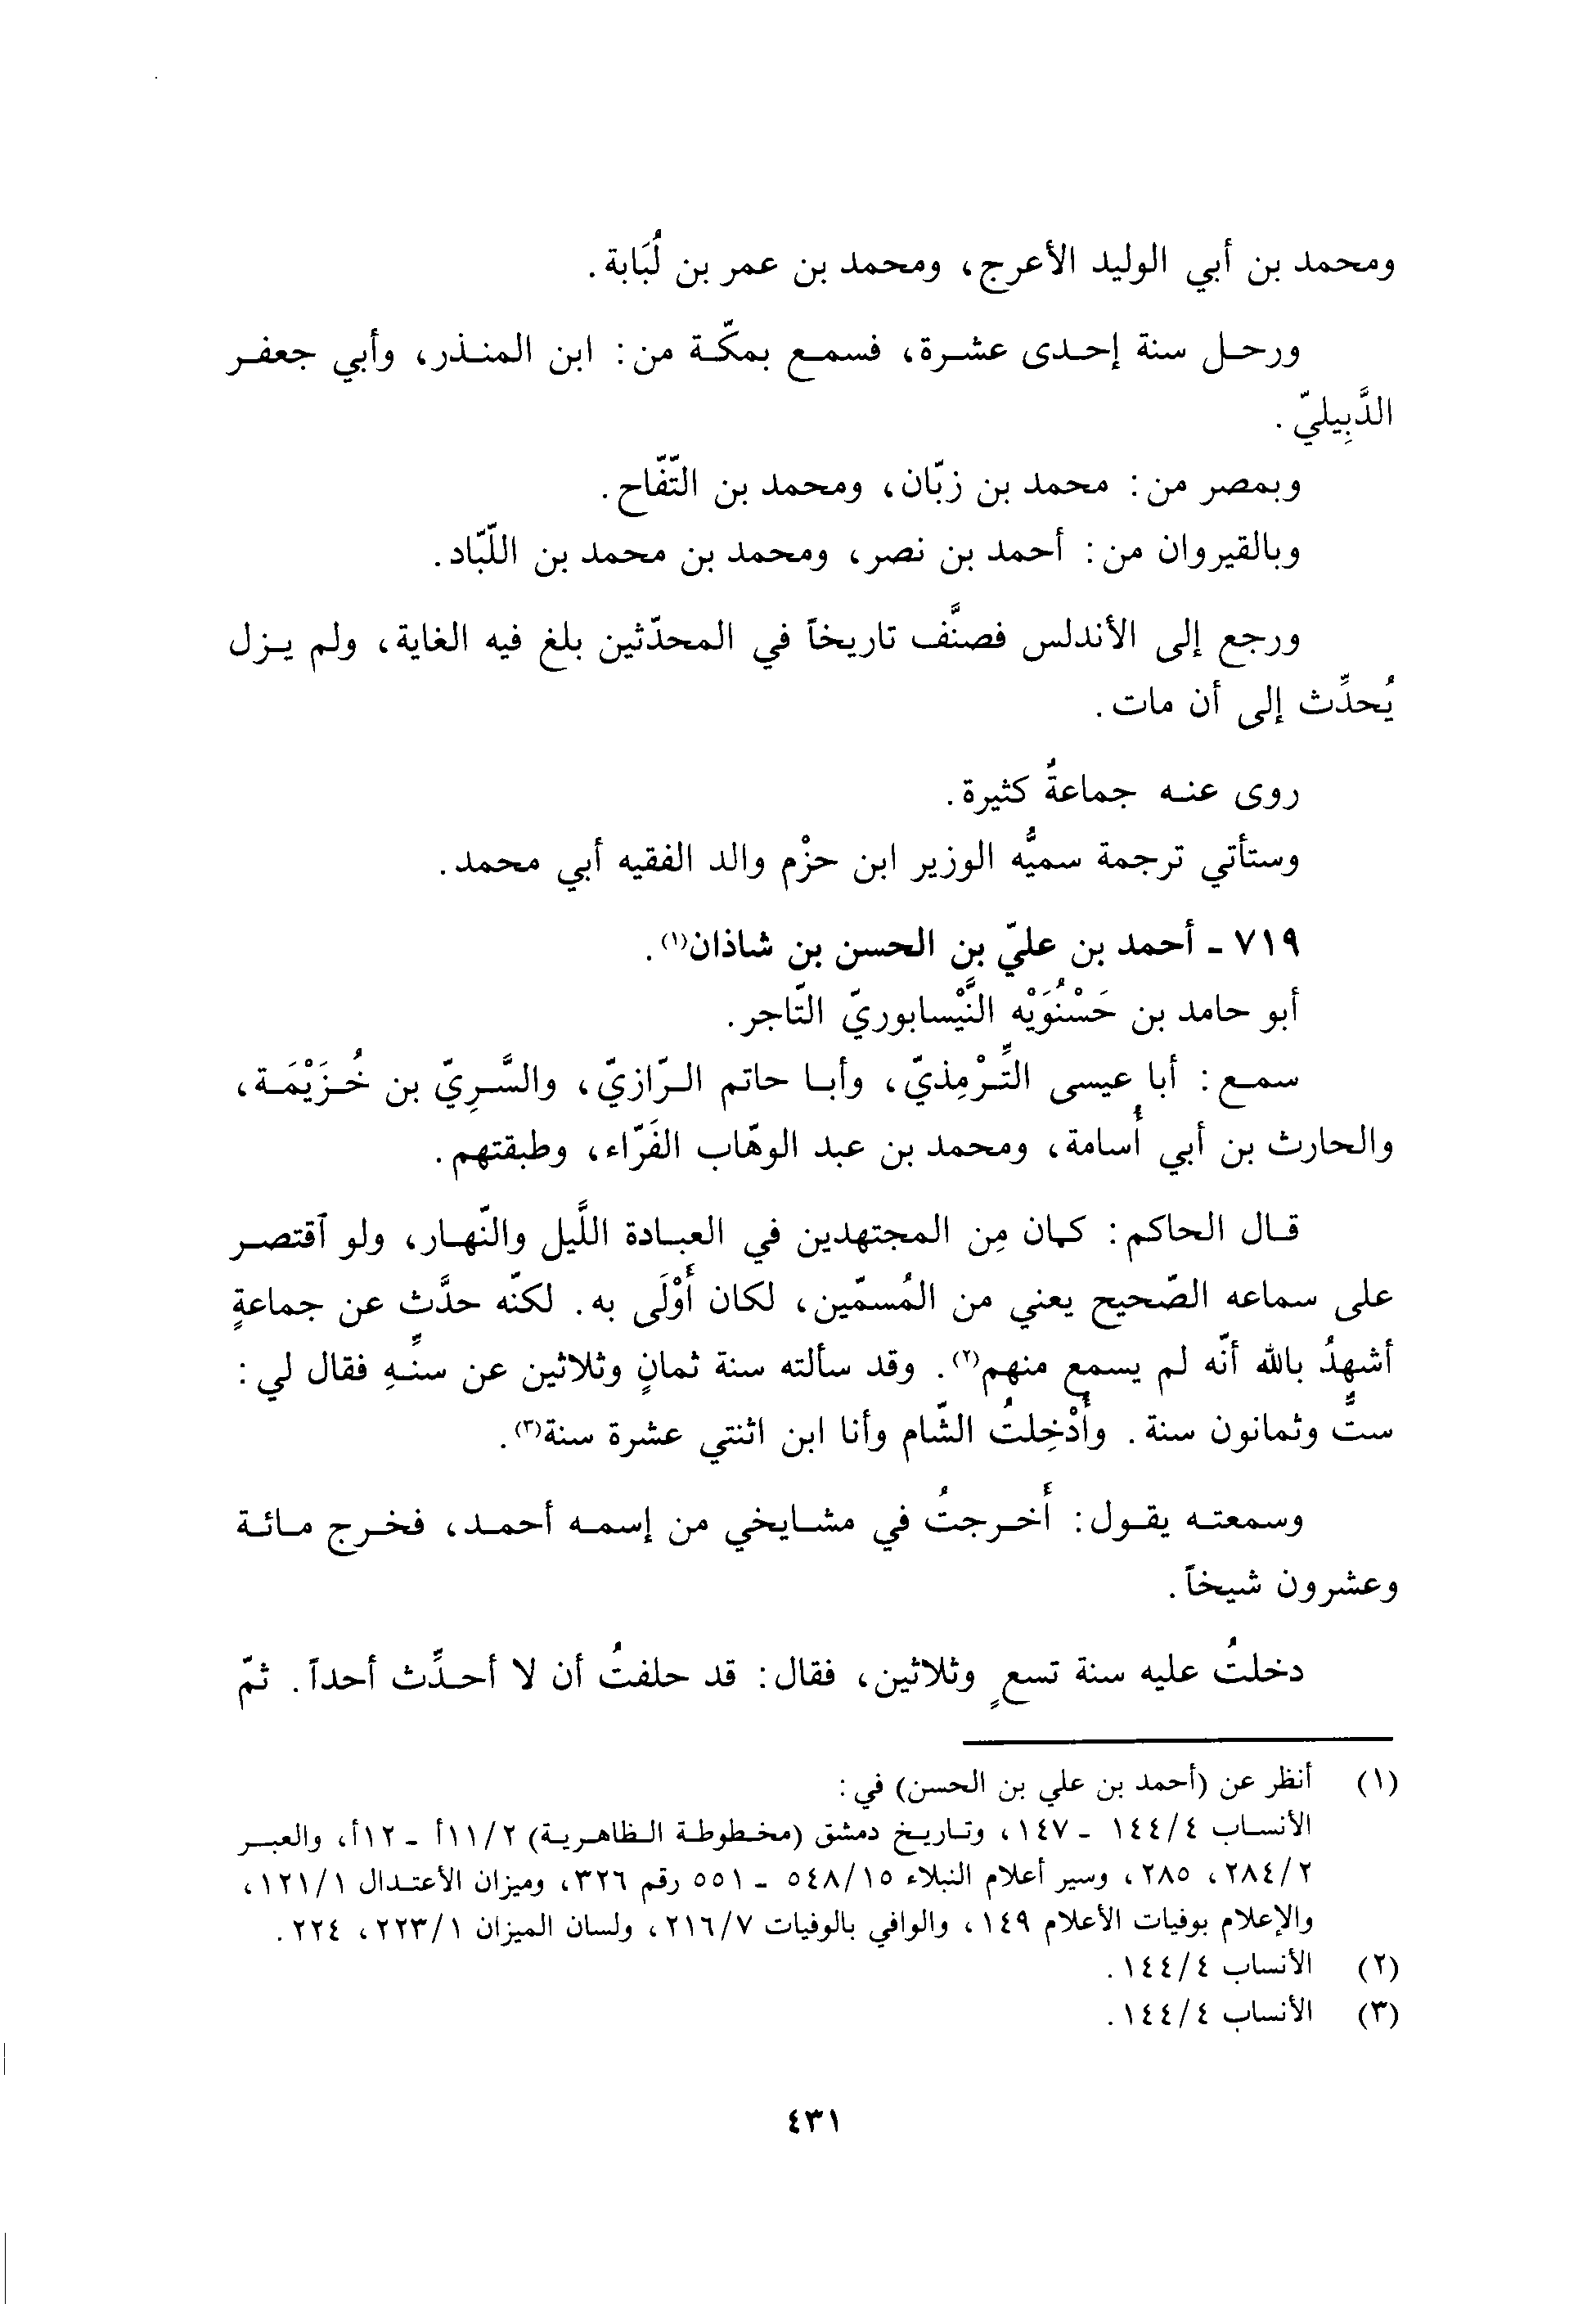 ومحمد بن أبي الوليد الأعرج، ومحمد بن عمر بن لُبَابة.
ورحل سنة إحدى عشرة، فسمع بمكّة من: ابن المنذر، وأبي جعفر
الدَّبِيليّ.
وبمصر من: محمد بن زبّان، ومحمد بن التّفّاح.
وبالقيروان من: أحمد بن نصر، ومحمد بن محمد بن اللّبّاد.
ورجع إلى الأندلس فصنَّف تاريخاً في المحدّثين بلغ فيه الغاية، ولم يزل
يُحدِّث إلى أن مات.
روى عنه جماعةُ كثيرة.
وستأتي ترجمة سميُّه الوزير ابن حزْم والد الفقيه أبي محمد.
٧١٩ - أحمد بن عليّ بن الحسن بن شاذان(١).
أبو حامد بن حَسْنُوَيْه النَّيْسابوريّ التّاجر.
سمع: أبا عيسى التِّرْمِذيّ، وأبا حاتم الرّازيّ، والسَّرِيّ بن خُزَيْمَة،
والحارث بن أبي أُسامة، ومحمد بن عبد الوهّاب الفَرّاء، وطبقتهم.
قال الحاكم: كان مِن المجتهدين في العبادة اللَّيل والنّهار، ولو ٱقتصر
على سماعه الصّحيح يعني من المُسمّين، لكان أَوْلَى به. لكنّه حدَّث عن جماعةٍ
أشهدُ بالله أنّه لم يسمع منهم(٢). وقد سألته سنة ثمانٍ وثلاثين عن سنِّهِ فقال لي:
ستٌّ وثمانون سنة. وأُدْخِلتُ الشّام وأنا ابن اثنتي عشرة سنة(٣).
وسمعته يقول: أَخرجتُ في مشايخي من إسمه أحمد، فخرج مائة
وعشرون شيخاً.
دخلتُ عليه سنة تسعٍ وثلاثين، فقال: قد حلفتُ أن لا أحدِّث أحداً. ثمّ
(١) أنظر عن (أحمد بن علي بن الحسن) في:
الأنساب ٤/ ١٤٤ - ١٤٧، وتاريخ دمشق (مخطوطة الظاهرية) ٢/ ١١أ - ١٢أ، والعبر
٢/ ٢٨٤، ٢٨٥، وسير أعلام النبلاء ١٥/ ٥٤٨ - ٥٥١ رقم ٣٢٦، وميزان الأعتدال ١/ ١٢١،
والإعلام بوفيات الأعلام ١٤٩، والوافي بالوفيات ٧/ ٢١٦، ولسان الميزان ١/ ٢٢٣، ٢٢٤.
(٢) الأنساب ٤/ ١٤٤.
(٣) الأنساب ٤/ ١٤٤.
٤٣١